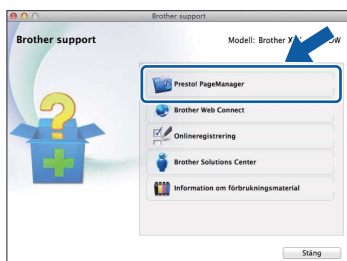 Brother support
Brother support
Modell: Brother
Presto! PageManager
Brother Web Connect
Onlineregistrering
Brother Solutions Center
Information om förbrukningsmaterial
Stäng